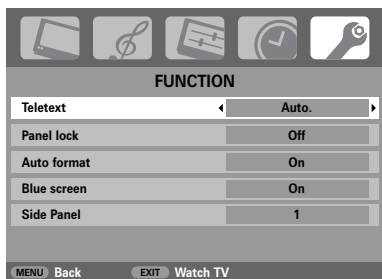 FUNCTION
Teletext Auto.
Panel lock Off
Auto format On
Blue screen On
Side Panel 1
MENU Back EXIT Watch TV